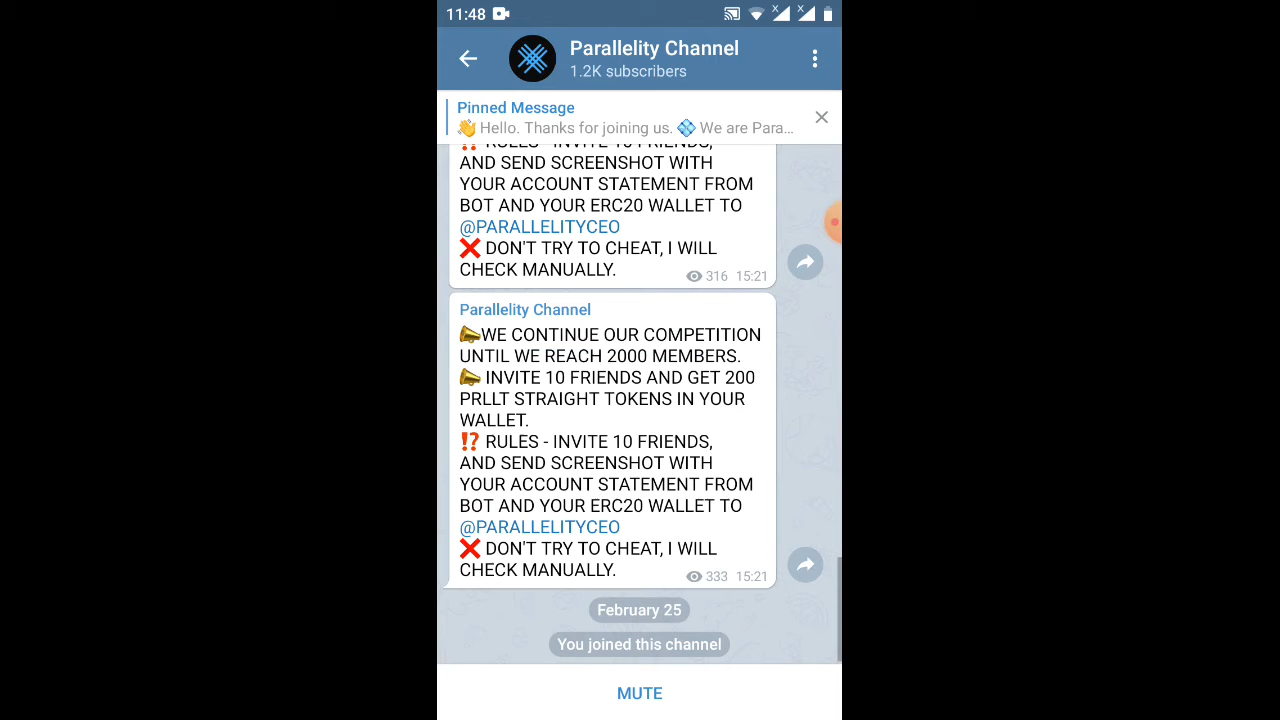 11:48
Parallelity Channel
1.2K subscribers
Pinned Message
👋 Hello. Thanks for joining us. 💠 We are Para...
⁉️ RULES - INVITE 10 FRIENDS,
AND SEND SCREENSHOT WITH
YOUR ACCOUNT STATEMENT FROM
BOT AND YOUR ERC20 WALLET TO
@PARALLELITYCEO
❌ DON'T TRY TO CHEAT, I WILL
CHECK MANUALLY.
316 15:21
Parallelity Channel
📣WE CONTINUE OUR COMPETITION
UNTIL WE REACH 2000 MEMBERS.
📣 INVITE 10 FRIENDS AND GET 200
PRLLT STRAIGHT TOKENS IN YOUR
WALLET.
⁉️ RULES - INVITE 10 FRIENDS,
AND SEND SCREENSHOT WITH
YOUR ACCOUNT STATEMENT FROM
BOT AND YOUR ERC20 WALLET TO
@PARALLELITYCEO
❌ DON'T TRY TO CHEAT, I WILL
CHECK MANUALLY.
333 15:21
February 25
You joined this channel
MUTE